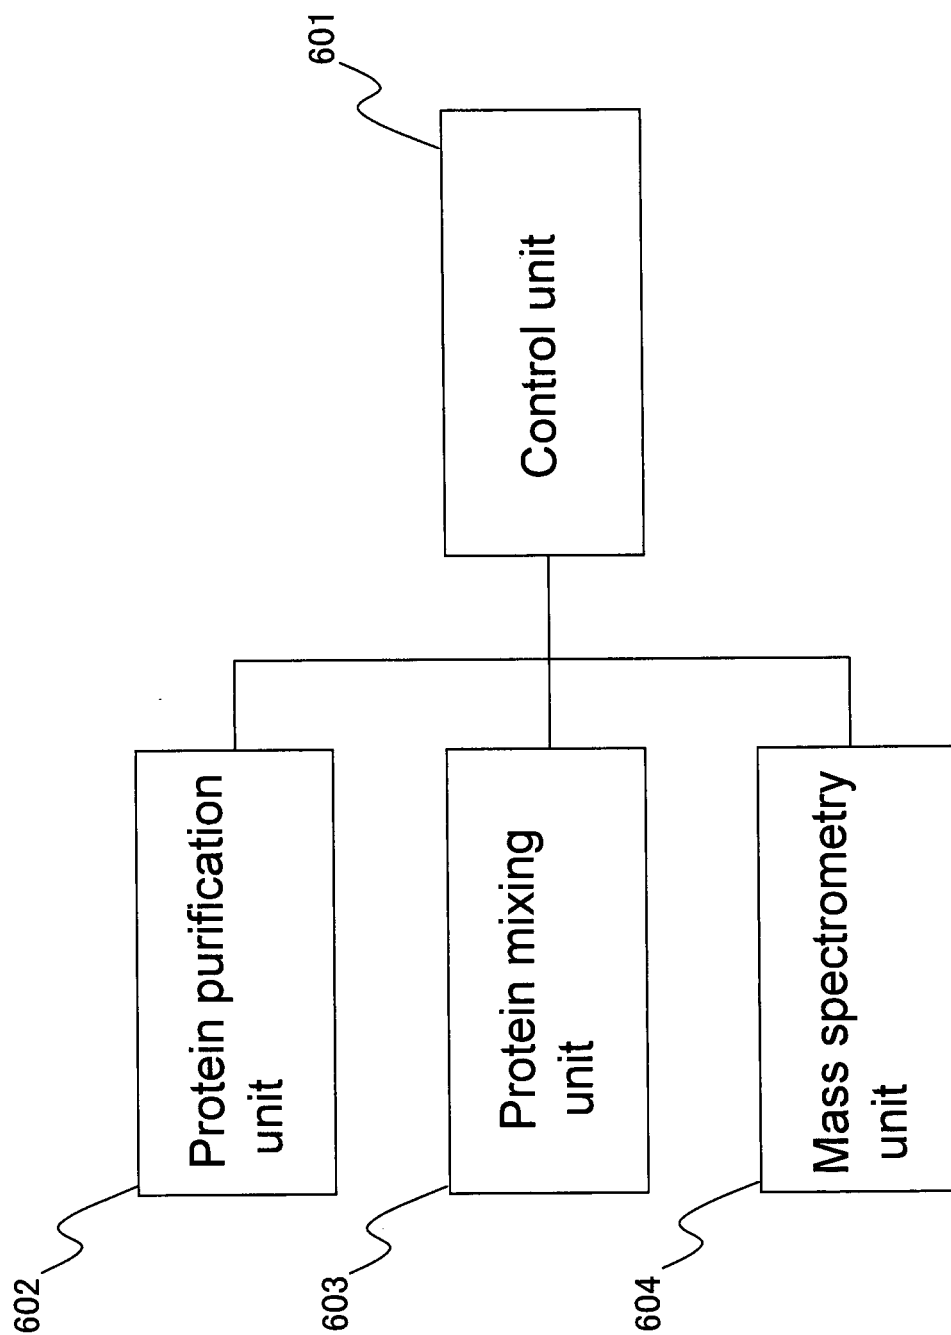 602
Protein purification
unit
603
Protein mixing
unit
604
Mass spectrometry
unit
601
Control unit